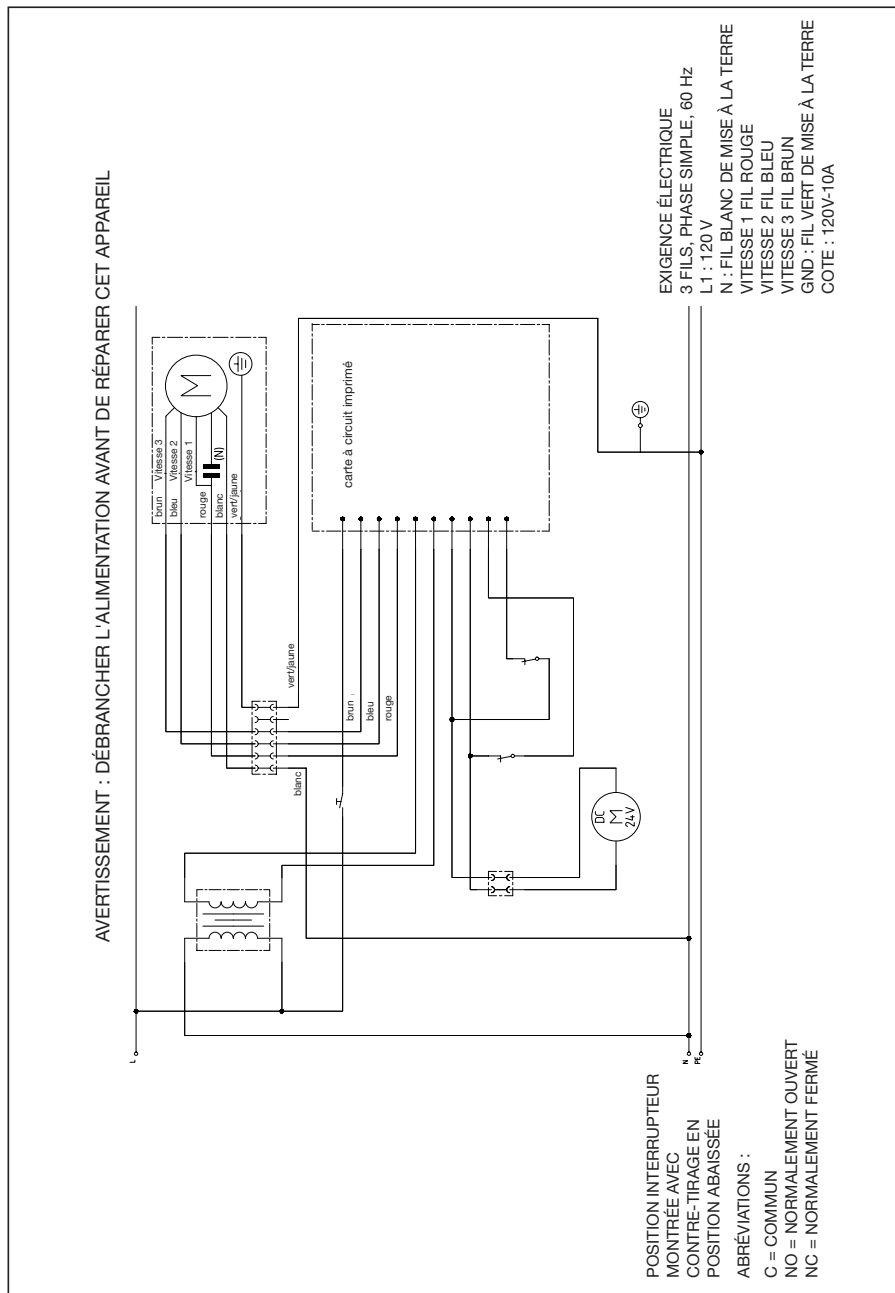 AVERTISSEMENT : DÉBRANCHER L'ALIMENTATION AVANT DE RÉPARER CET APPAREIL
L
brun Vitesse 3
bleu Vitesse 2
Vitesse 1
rouge
(N)
blanc
vert/jaune
M
vert/jaune
blanc
brun
bleu
rouge
carte à circuit imprimé
DC
M
24V
N
PE
POSITION INTERRUPTEUR
MONTRÉE AVEC
CONTRE-TIRAGE EN
POSITION ABAISSÉE
ABRÉVIATIONS :
C = COMMUN
NO = NORMALEMENT OUVERT
NC = NORMALEMENT FERMÉ
EXIGENCE ÉLECTRIQUE
3 FILS, PHASE SIMPLE, 60 Hz
L1 : 120 V
N : FIL BLANC DE MISE À LA TERRE
VITESSE 1 FIL ROUGE
VITESSE 2 FIL BLEU
VITESSE 3 FIL BRUN
GND : FIL VERT DE MISE À LA TERRE
COTE : 120V-10A